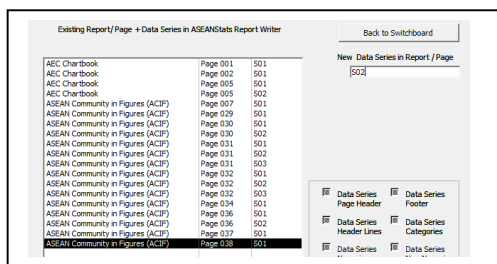 Existing Report/ Page + Data Series in ASEANStats Report Writer
Back to Switchboard
New Data Series in Report / Page
S02
AEC Chartbook Page 001 S01
AEC Chartbook Page 002 S01
AEC Chartbook Page 005 S01
AEC Chartbook Page 005 S02
ASEAN Community in Figures (ACIF) Page 007 S01
ASEAN Community in Figures (ACIF) Page 029 S01
ASEAN Community in Figures (ACIF) Page 030 S01
ASEAN Community in Figures (ACIF) Page 030 S02
ASEAN Community in Figures (ACIF) Page 031 S01
ASEAN Community in Figures (ACIF) Page 031 S02
ASEAN Community in Figures (ACIF) Page 031 S03
ASEAN Community in Figures (ACIF) Page 032 S01
ASEAN Community in Figures (ACIF) Page 032 S02
ASEAN Community in Figures (ACIF) Page 032 S03
ASEAN Community in Figures (ACIF) Page 034 S01
ASEAN Community in Figures (ACIF) Page 036 S01
ASEAN Community in Figures (ACIF) Page 036 S02
ASEAN Community in Figures (ACIF) Page 037 S01
ASEAN Community in Figures (ACIF) Page 038 S01
Data Series Page Header
Data Series Footer
Data Series Header Lines
Data Series Categories
Data Series
Data Series